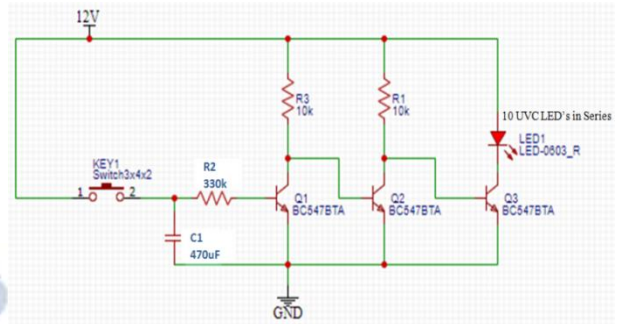 12V
R3
10k
R1
10k
10 UVC LED's in Series
LED1
LED-0603_R
KEY1
Switch3x4x2
1
2
R2
330k
Q1
BC547BTA
Q2
BC547BTA
Q3
BC547BTA
C1
470uF
GND